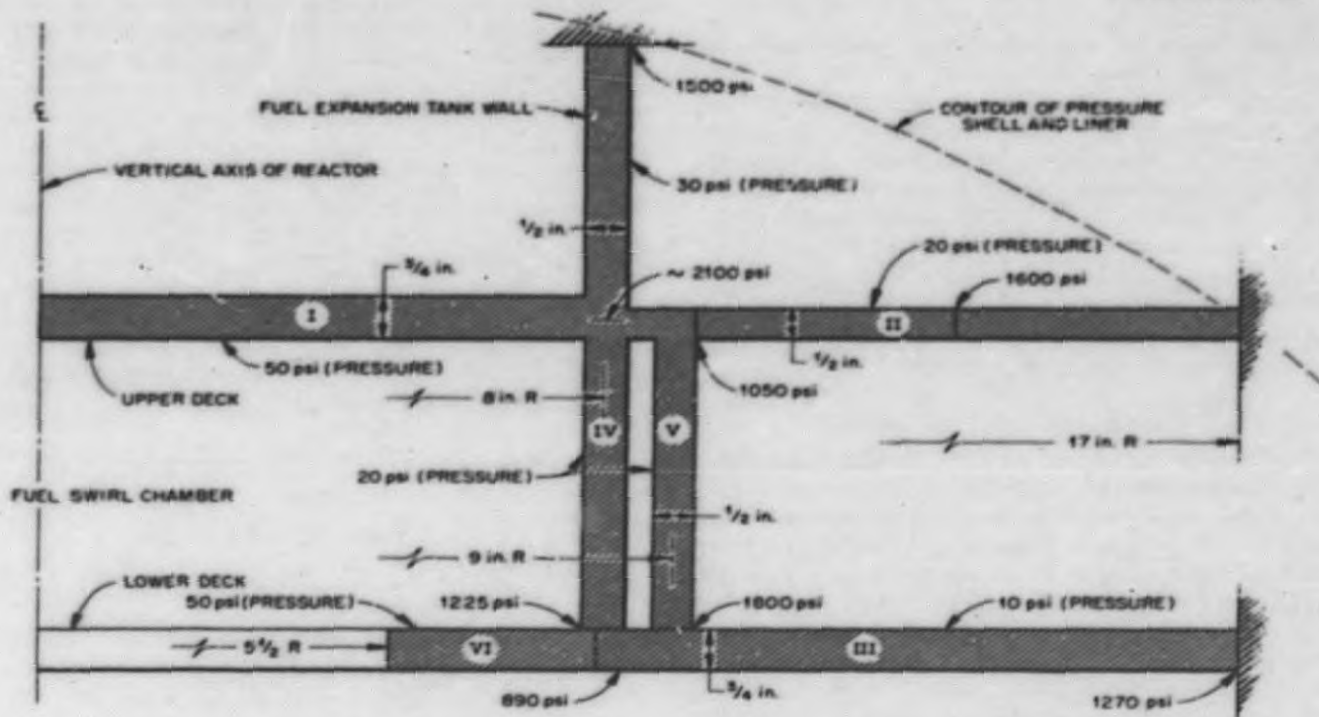 1500 psi
FUEL EXPANSION TANK WALL
CONTOUR OF PRESSURE
SHELL AND LINER
℄
VERTICAL AXIS OF REACTOR
30 psi (PRESSURE)
1/2 in.
20 psi (PRESSURE)
3/4 in.
~ 2100 psi
1600 psi
I
II
50 psi (PRESSURE)
1/2 in.
UPPER DECK
1050 psi
8 in. R
IV
V
17 in. R
20 psi (PRESSURE)
FUEL SWIRL CHAMBER
1/2 in.
9 in. R
LOWER DECK
50 psi (PRESSURE)
1225 psi
1800 psi
10 psi (PRESSURE)
5 1/2 R
VI
III
890 psi
3/4 in.
1270 psi